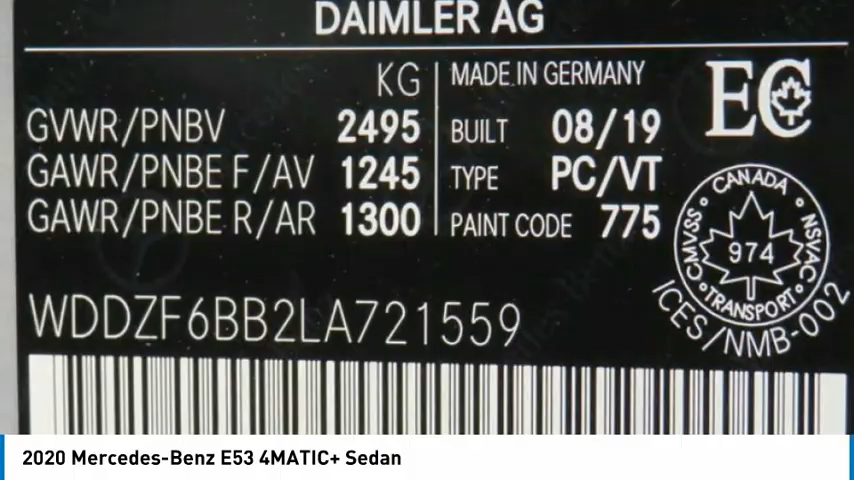 DAIMLER AG
KG
GVWR/PNBV 2495
GAWR/PNBE F/AV 1245
GAWR/PNBE R/AR 1300
MADE IN GERMANY
BUILT 08/19
TYPE PC/VT
PAINT CODE 775
EC
CANADA
CMVSS 974 NSVAC
TRANSPORT
ICES/NMB-002
WDDZF6BB2LA721559
2020 Mercedes-Benz E53 4MATIC+ Sedan